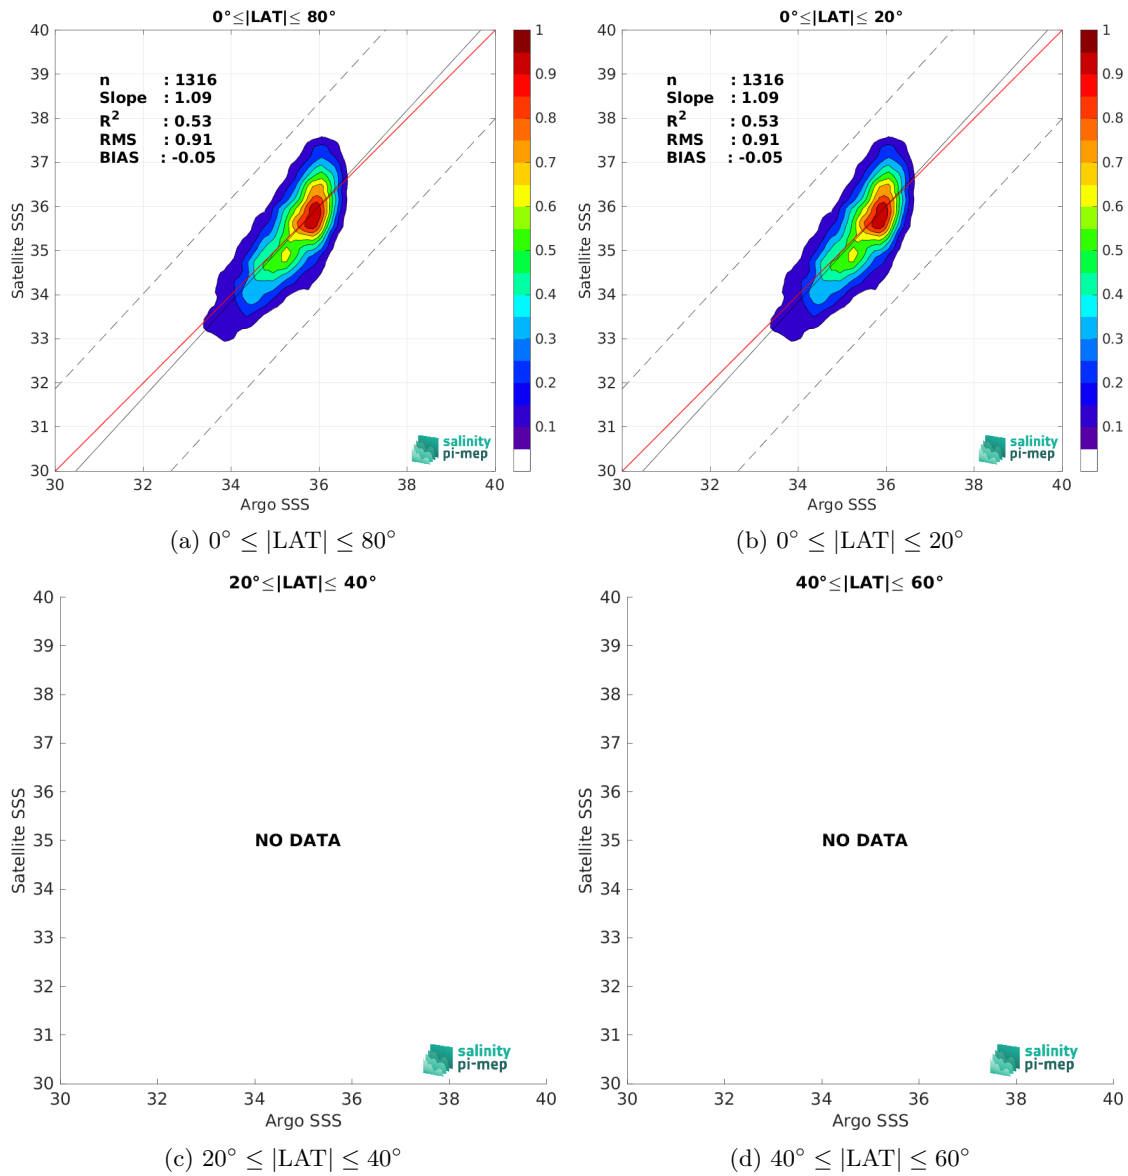 0°≤|LAT|≤ 80°
40
39
38
37
36
35
34
33
32
31
30
Satellite SSS
n : 1316
Slope : 1.09
R² : 0.53
RMS : 0.91
BIAS : -0.05
salinity
pi-mep
30 32 34 36 38 40
Argo SSS
1
0.9
0.8
0.7
0.6
0.5
0.4
0.3
0.2
0.1
(a) 0° ≤ |LAT| ≤ 80°
0°≤|LAT|≤ 20°
40
39
38
37
36
35
34
33
32
31
30
Satellite SSS
n : 1316
Slope : 1.09
R² : 0.53
RMS : 0.91
BIAS : -0.05
salinity
pi-mep
30 32 34 36 38 40
Argo SSS
1
0.9
0.8
0.7
0.6
0.5
0.4
0.3
0.2
0.1
(b) 0° ≤ |LAT| ≤ 20°
20°≤|LAT|≤ 40°
40
39
38
37
36
35
34
33
32
31
30
Satellite SSS
NO DATA
salinity
pi-mep
30 32 34 36 38 40
Argo SSS
(c) 20° ≤ |LAT| ≤ 40°
40°≤|LAT|≤ 60°
40
39
38
37
36
35
34
33
32
31
30
Satellite SSS
NO DATA
salinity
pi-mep
30 32 34 36 38 40
Argo SSS
(d) 40° ≤ |LAT| ≤ 60°